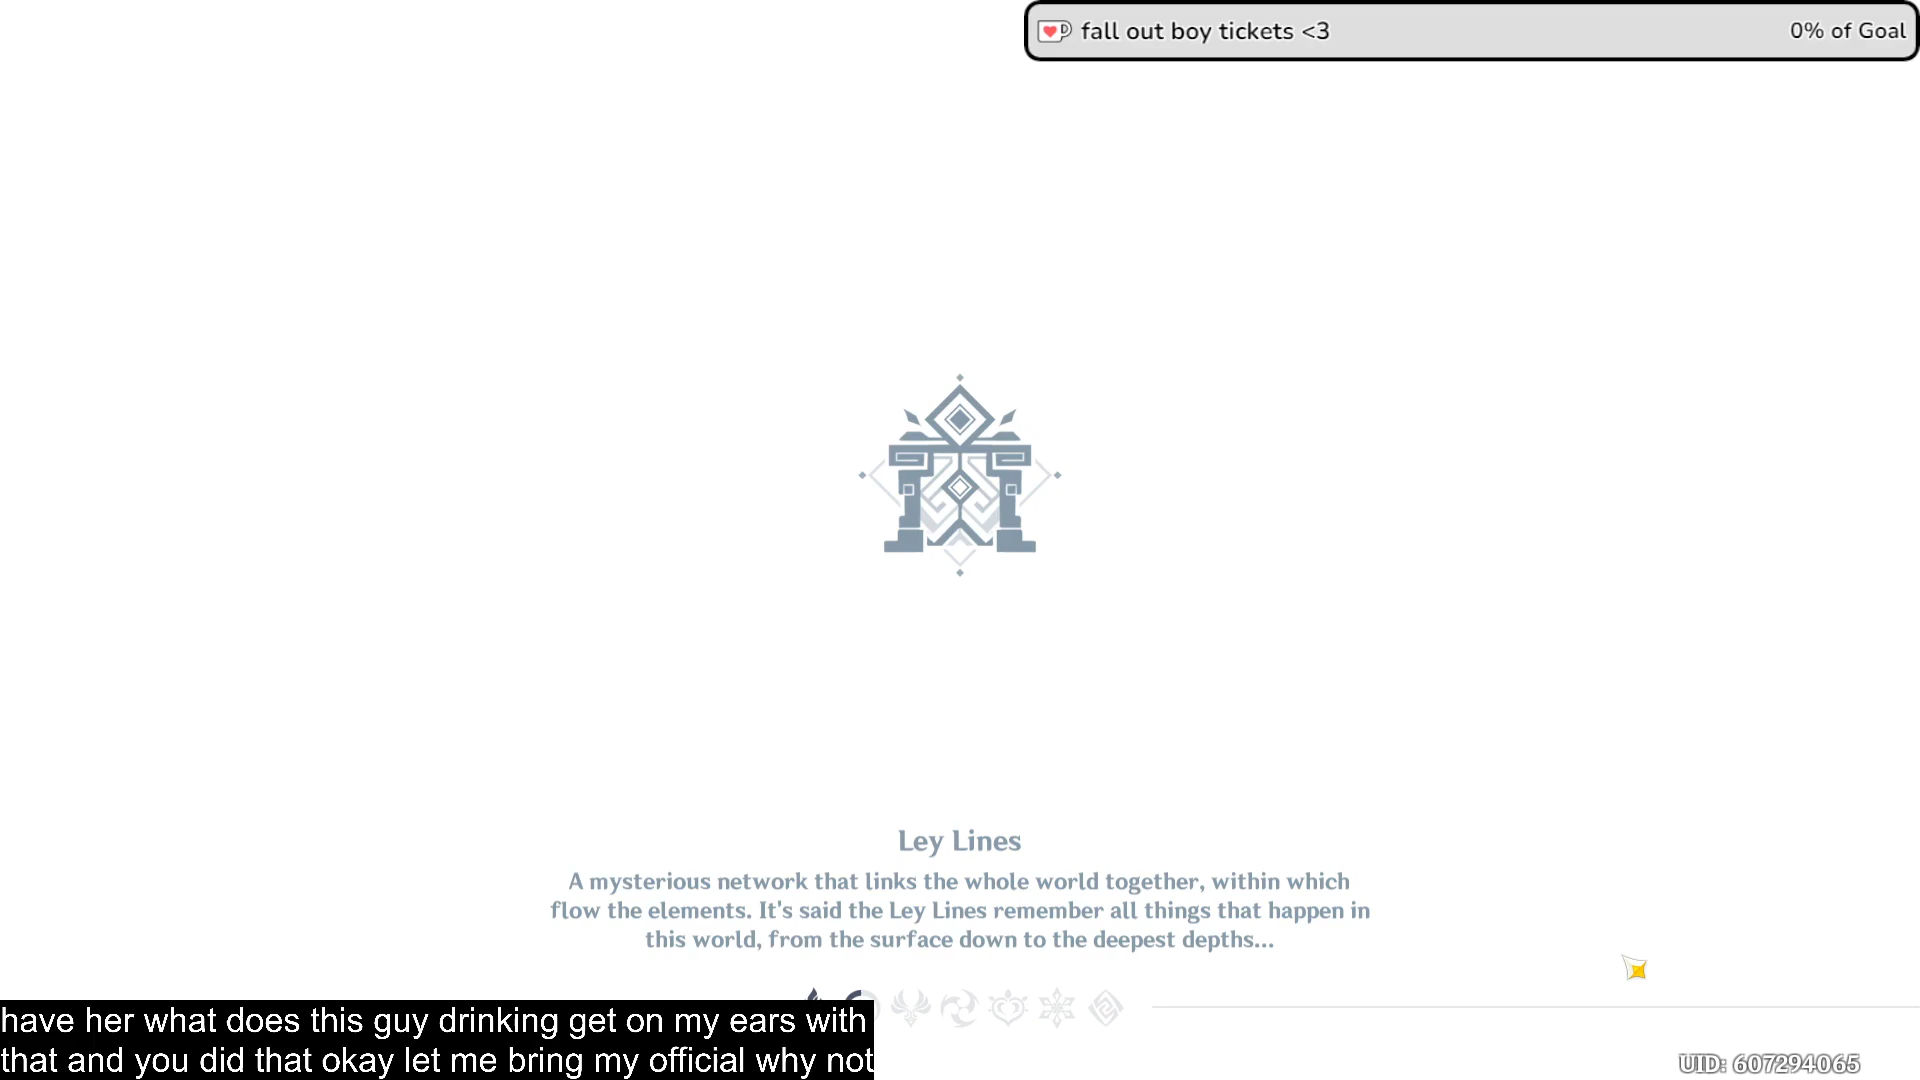 fall out boy tickets <3
0% of Goal
Ley Lines
A mysterious network that links the whole world together, within which
flow the elements. It's said the Ley Lines remember all things that happen in
this world, from the surface down to the deepest depths...
have her what does this guy drinking get on my ears with
that and you did that okay let me bring my official why not
UID: 607294065